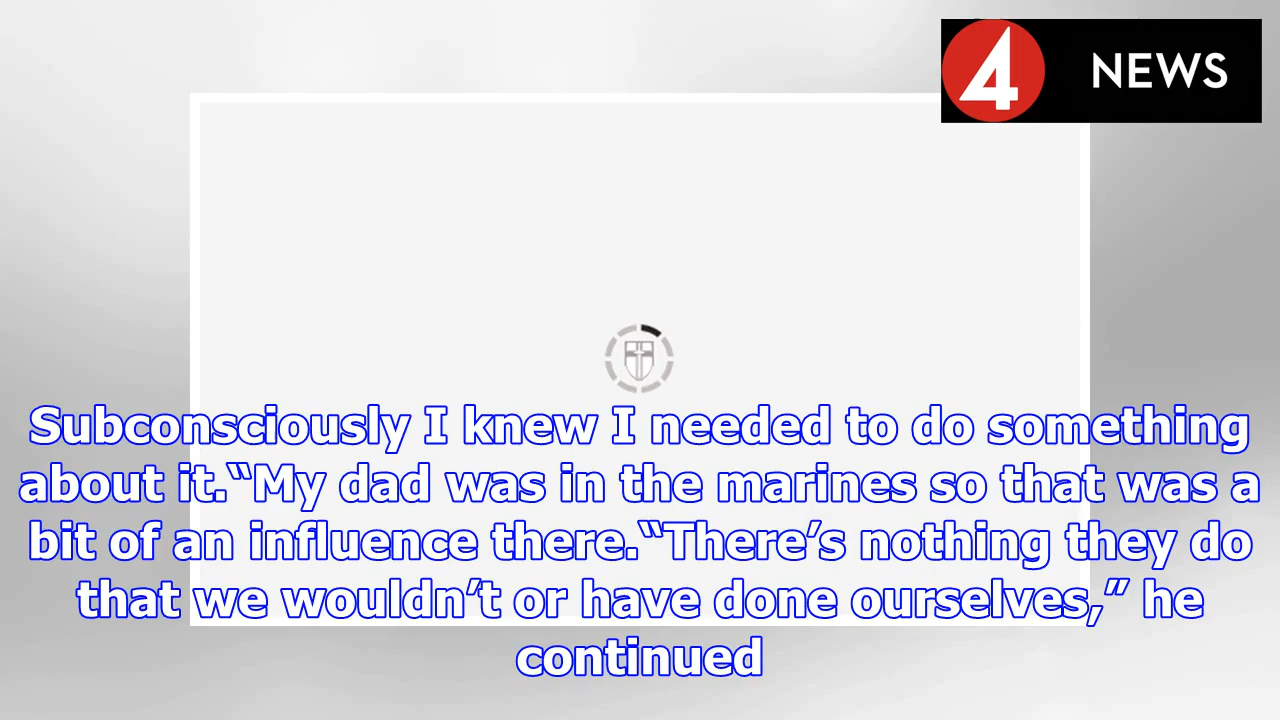 4 NEWS
Subconsciously I knew I needed to do something
about it.“My dad was in the marines so that was a
bit of an influence there.“There’s nothing they do
that we wouldn’t or have done ourselves,” he
continued